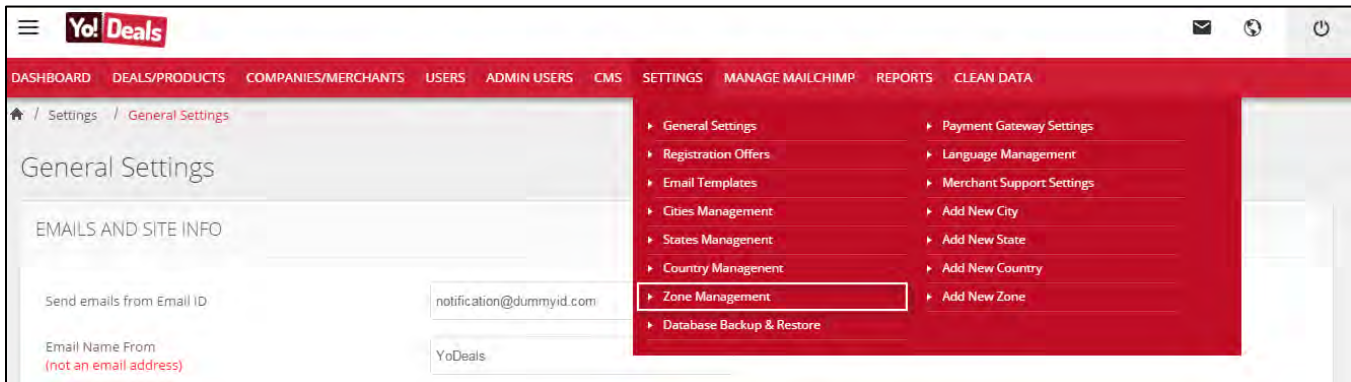 Yo! Deals
DASHBOARD DEALS/PRODUCTS COMPANIES/MERCHANTS USERS ADMIN USERS CMS SETTINGS MANAGE MAILCHIMP REPORTS CLEAN DATA
/ Settings / General Settings
General Settings
EMAILS AND SITE INFO
Send emails from Email ID
notification@dummyid.com
Email Name From
(not an email address)
YoDeals
General Settings
Registration Offers
Email Templates
Cities Management
States Management
Country Management
Zone Management
Database Backup & Restore
Payment Gateway Settings
Language Management
Merchant Support Settings
Add New City
Add New State
Add New Country
Add New Zone